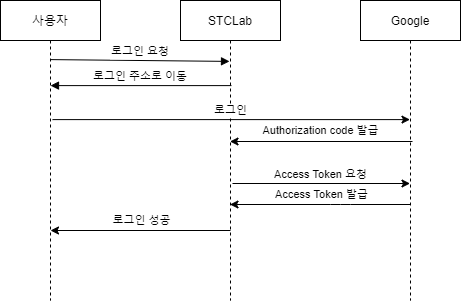 사용자
STCLab
Google
로그인 요청
로그인 주소로 이동
로그인
Authorization code 발급
Access Token 요청
Access Token 발급
로그인 성공